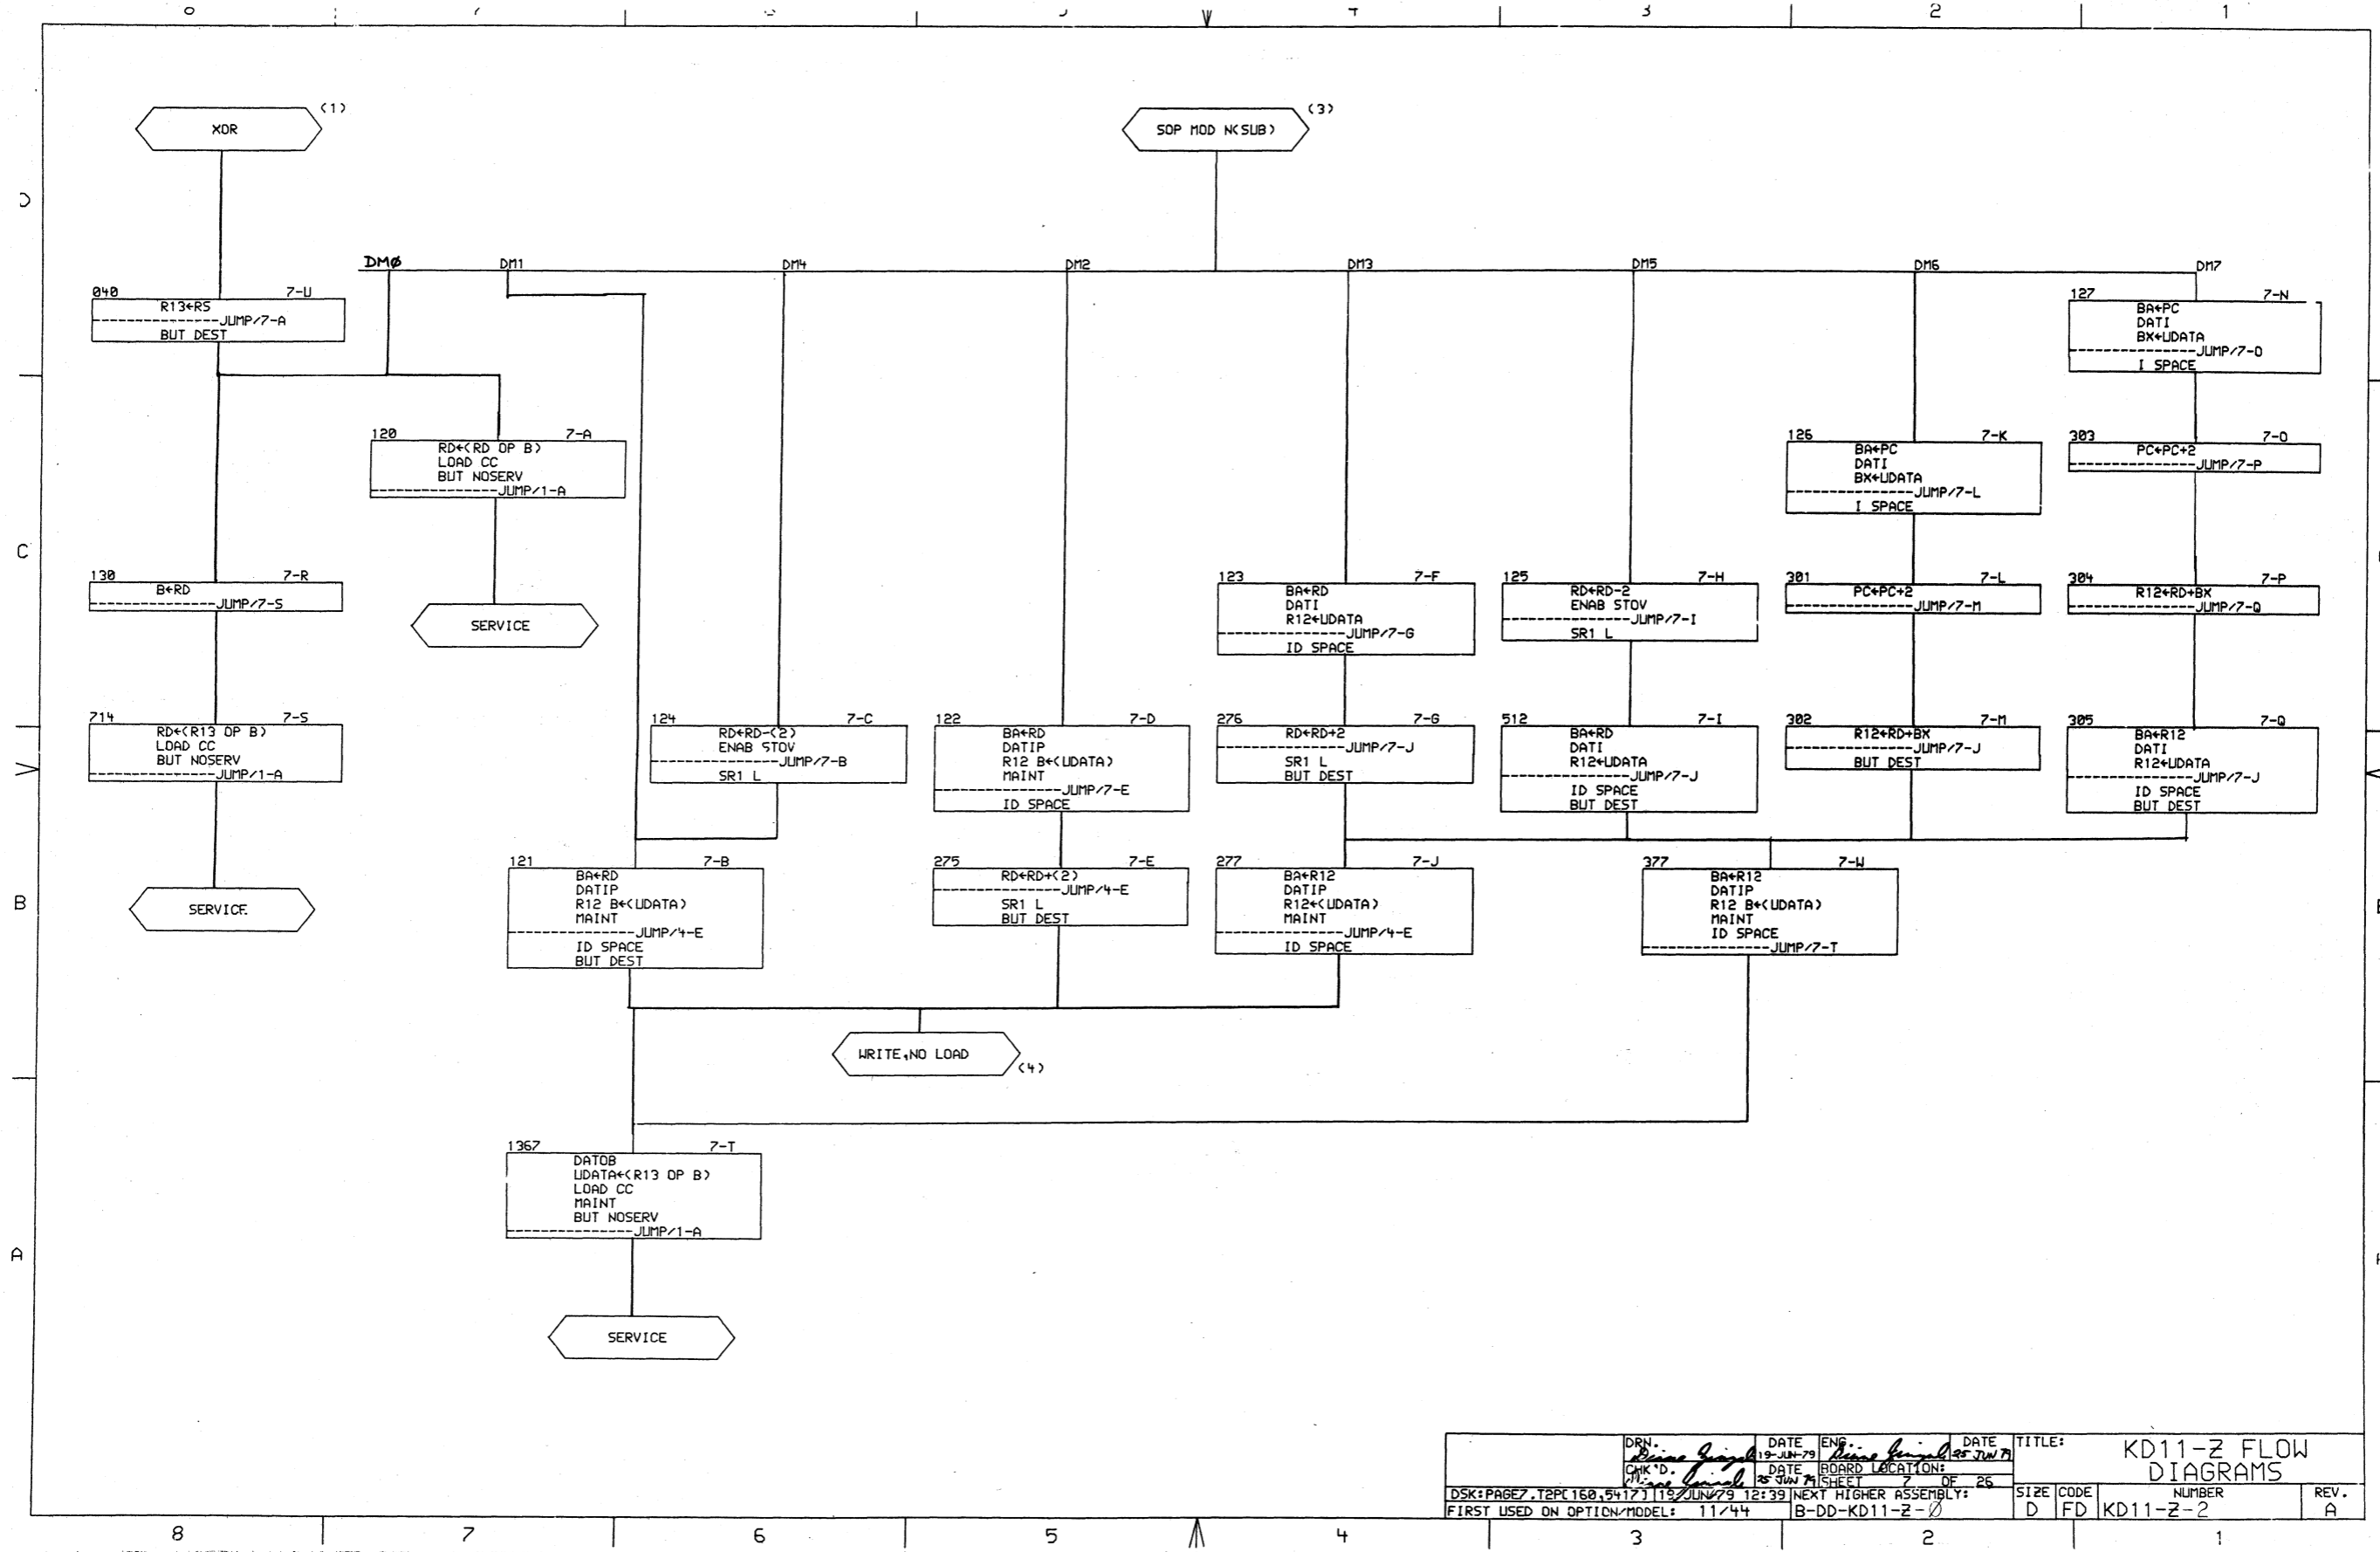 7 6 4 3 2 1
XOR (1)
SOP MOD N(SUB) (3)
D
DMØ DM1 DM4 DM2 DM3 DM5 DM6 DM7
040 7-U
R13←RS
---------------JUMP/7-A
BUT DEST
127 7-N
BA←PC
DATI
BX←UDATA
---------------JUMP/7-O
I SPACE
120 7-A
RD←(RD OP B)
LOAD CC
BUT NOSERV
---------------JUMP/1-A
126 7-K
BA←PC
DATI
BX←UDATA
---------------JUMP/7-L
I SPACE
303 7-O
PC←PC+2
---------------JUMP/7-P
C
130 7-R
B←RD
---------------JUMP/7-S
SERVICE
123 7-F
BA←RD
DATI
R12←UDATA
---------------JUMP/7-G
ID SPACE
125 7-H
RD←RD-2
ENAB STOV
---------------JUMP/7-I
SR1 L
301 7-L
PC←PC+2
---------------JUMP/7-M
304 7-P
R12←RD+BX
---------------JUMP/7-Q
714 7-S
RD←(R13 OP B)
LOAD CC
BUT NOSERV
---------------JUMP/1-A
124 7-C
RD←RD-(2)
ENAB STOV
---------------JUMP/7-B
SR1 L
122 7-D
BA←RD
DATIP
R12 B←(UDATA)
MAINT
---------------JUMP/7-E
ID SPACE
276 7-G
RD←RD+2
---------------JUMP/7-J
SR1 L
BUT DEST
512 7-I
BA←RD
DATI
R12←UDATA
---------------JUMP/7-J
ID SPACE
BUT DEST
302 7-M
R12←RD+BX
---------------JUMP/7-J
BUT DEST
305 7-Q
BA←R12
DATI
R12←UDATA
---------------JUMP/7-J
ID SPACE
BUT DEST
B
SERVICE
121 7-B
BA←RD
DATIP
R12 B←(UDATA)
MAINT
---------------JUMP/4-E
ID SPACE
BUT DEST
275 7-E
RD←RD+(2)
---------------JUMP/4-E
SR1 L
BUT DEST
277 7-J
BA←R12
DATIP
R12←(UDATA)
MAINT
---------------JUMP/4-E
ID SPACE
377 7-W
BA←R12
DATIP
R12 B←(UDATA)
MAINT
ID SPACE
---------------JUMP/7-T
WRITE,NO LOAD (4)
1367 7-T
DATOB
UDATA←(R13 OP B)
LOAD CC
MAINT
BUT NOSERV
---------------JUMP/1-A
A
SERVICE
DRN. DATE 19-JUN-79 ENG. DATE 25 JUN 79
CHK'D. DATE 25 JUN 79 BOARD LOCATION:
SHEET 7 OF 26
TITLE: KD11-Z FLOW
DIAGRAMS
DSK:PAGE7.T2P[160,5417] 19/JUN/79 12:39 NEXT HIGHER ASSEMBLY:
FIRST USED ON OPTION/MODEL: 11/44 B-DD-KD11-Z-Ø
SIZE D CODE FD NUMBER KD11-Z-2 REV. A
8 7 6 5 4 3 2 1